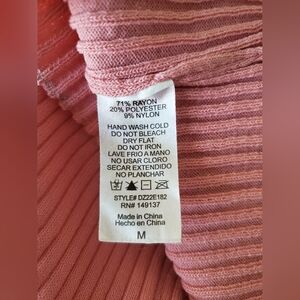 71% RAYON
20% POLYESTER
9% NYLON
HAND WASH COLD
DO NOT BLEACH
DRY FLAT
DO NOT IRON
LAVE FRIO A MANO
NO USAR CLORO
SECAR EXTENDIDO
NO PLANCHAR
STYLE# DZ22E182
RN# 149137
Made in China
Hecho en China
M